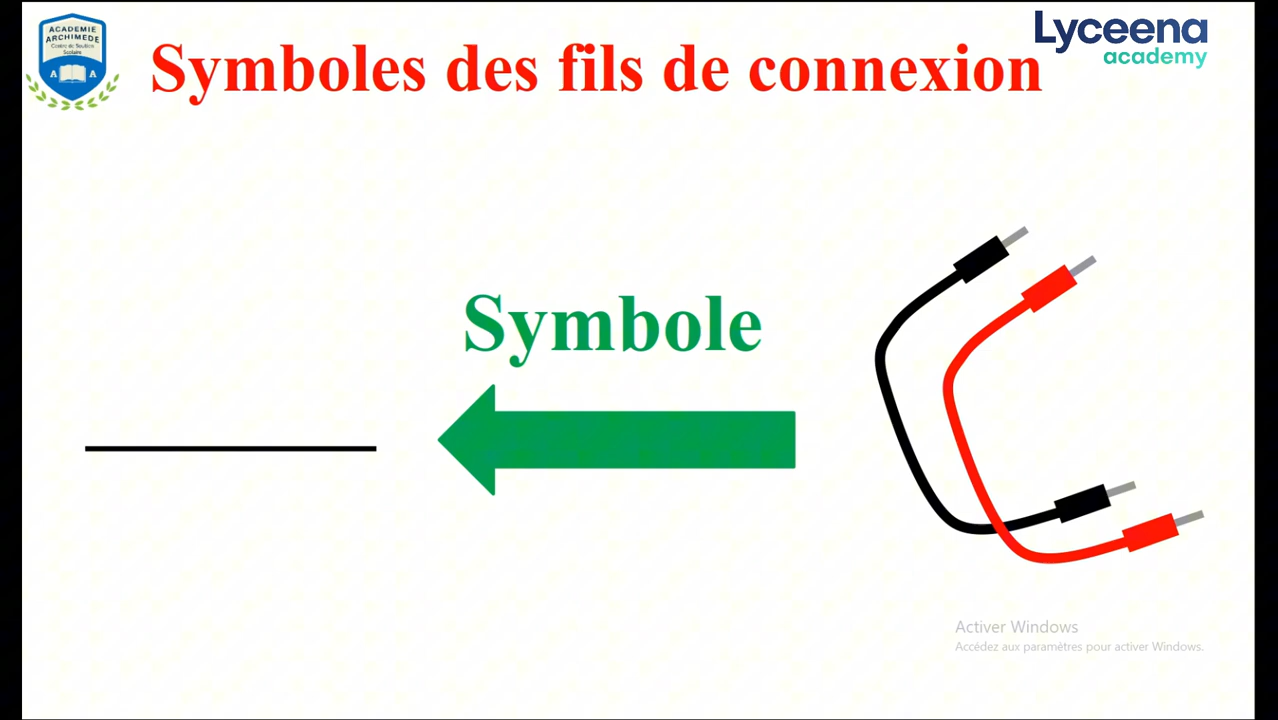 ACADEMIE
ARCHIMEDE
Centre de Soutien
Scolaire
A A
Symboles des fils de connexion
Lyceena
academy
Symbole
Activer Windows
Accédez aux paramètres pour activer Windows.